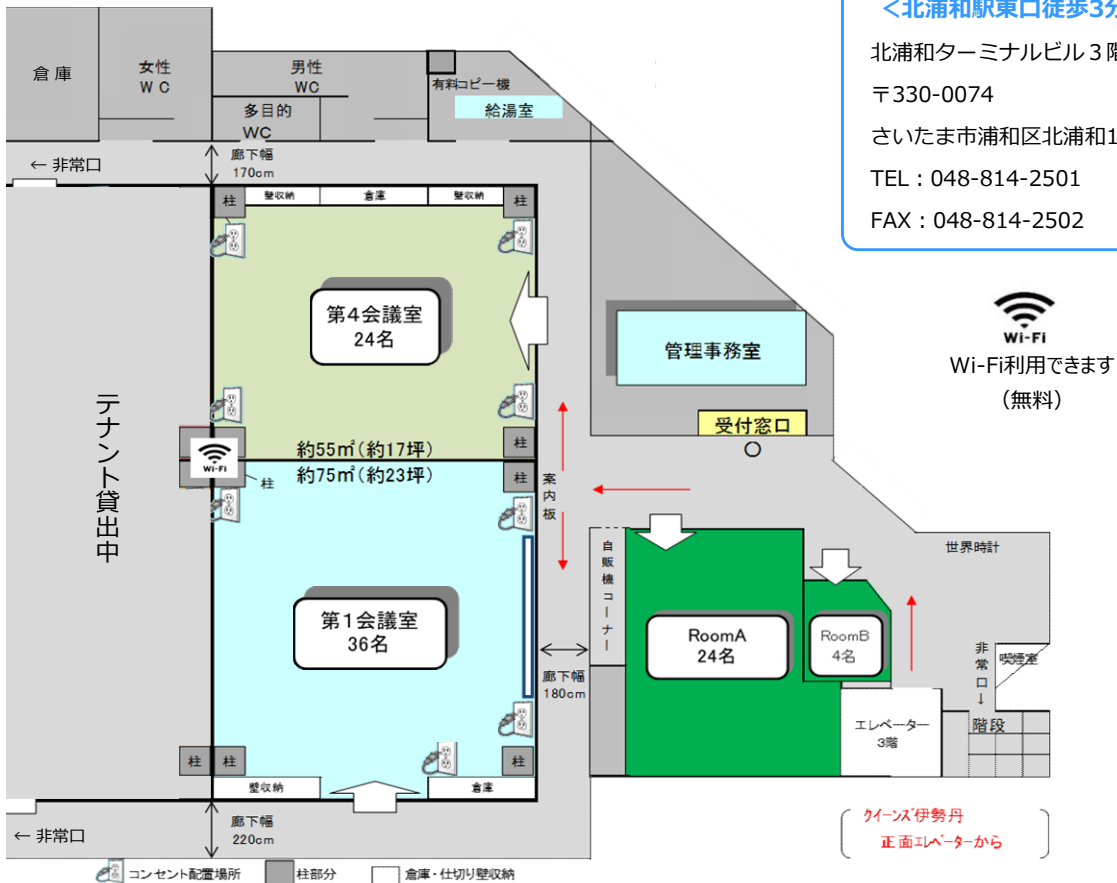 <北浦和駅東口徒歩3分
北浦和ターミナルビル3階
〒330-0074
さいたま市浦和区北浦和1
TEL：048-814-2501
FAX：048-814-2502
倉庫
女性
WC
男性
WC
多目的
WC
有料コピー機
給湯室
← 非常口
廊下幅
170cm
柱
壁収納
倉庫
壁収納
柱
第4会議室
24名
管理事務室
受付窓口
Wi-Fi
Wi-Fi利用できます
（無料）
テナント貸出中
Wi-Fi
約55㎡(約17坪)
柱
約75㎡(約23坪)
柱
柱
案内板
自販機コーナー
世界時計
第1会議室
36名
RoomA
24名
RoomB
4名
非常口↓
喫煙室
廊下幅
180cm
エレベーター
3階
階段
柱
柱
柱
壁収納
倉庫
← 非常口
廊下幅
220cm
クイーンズ伊勢丹
正面エレベーターから
コンセント配置場所
柱部分
倉庫・仕切り壁収納